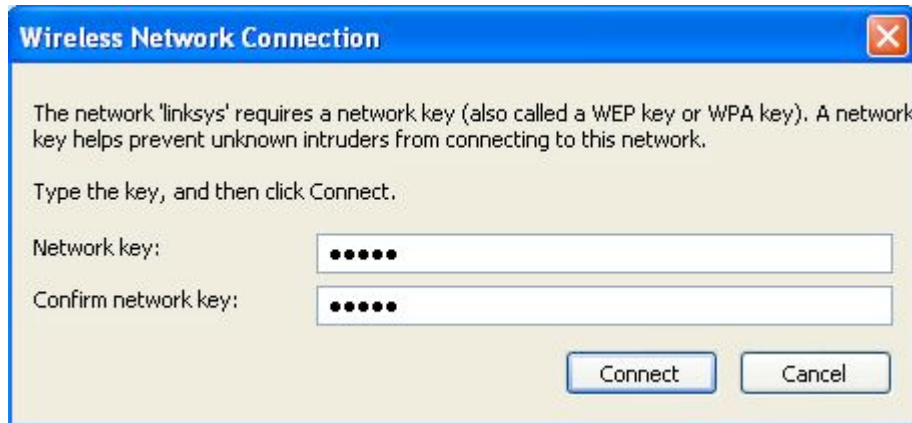 Wireless Network Connection
The network 'linksys' requires a network key (also called a WEP key or WPA key). A network
key helps prevent unknown intruders from connecting to this network.
Type the key, and then click Connect.
Network key: •••••
Confirm network key: •••••
Connect Cancel